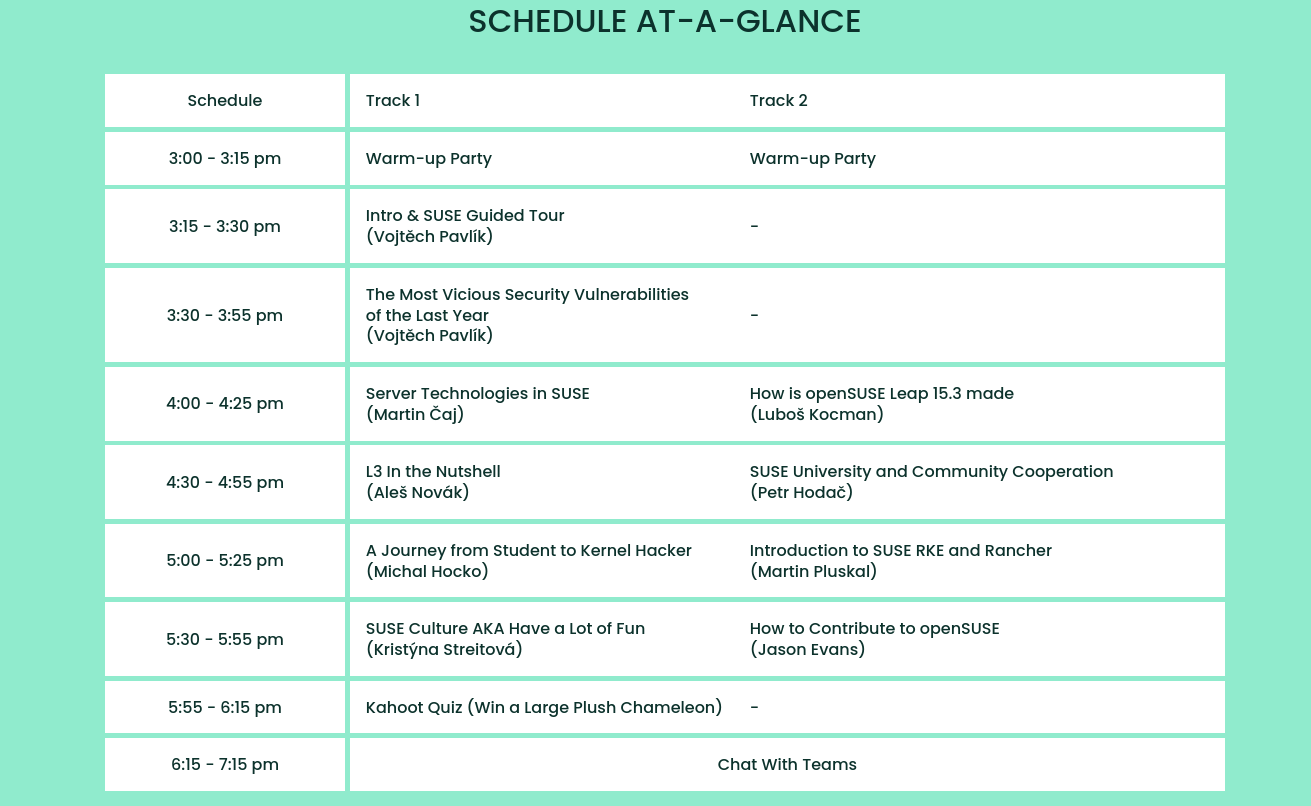 SCHEDULE AT-A-GLANCE
Schedule
Track 1
Track 2
3:00 - 3:15 pm
Warm-up Party
Warm-up Party
3:15 - 3:30 pm
Intro & SUSE Guided Tour
(Vojtěch Pavlík)
-
3:30 - 3:55 pm
The Most Vicious Security Vulnerabilities
of the Last Year
(Vojtěch Pavlík)
-
4:00 - 4:25 pm
Server Technologies in SUSE
(Martin Čaj)
How is openSUSE Leap 15.3 made
(Luboš Kocman)
4:30 - 4:55 pm
L3 In the Nutshell
(Aleš Novák)
SUSE University and Community Cooperation
(Petr Hodač)
5:00 - 5:25 pm
A Journey from Student to Kernel Hacker
(Michal Hocko)
Introduction to SUSE RKE and Rancher
(Martin Pluskal)
5:30 - 5:55 pm
SUSE Culture AKA Have a Lot of Fun
(Kristýna Streitová)
How to Contribute to openSUSE
(Jason Evans)
5:55 - 6:15 pm
Kahoot Quiz (Win a Large Plush Chameleon)
-
6:15 - 7:15 pm
Chat With Teams